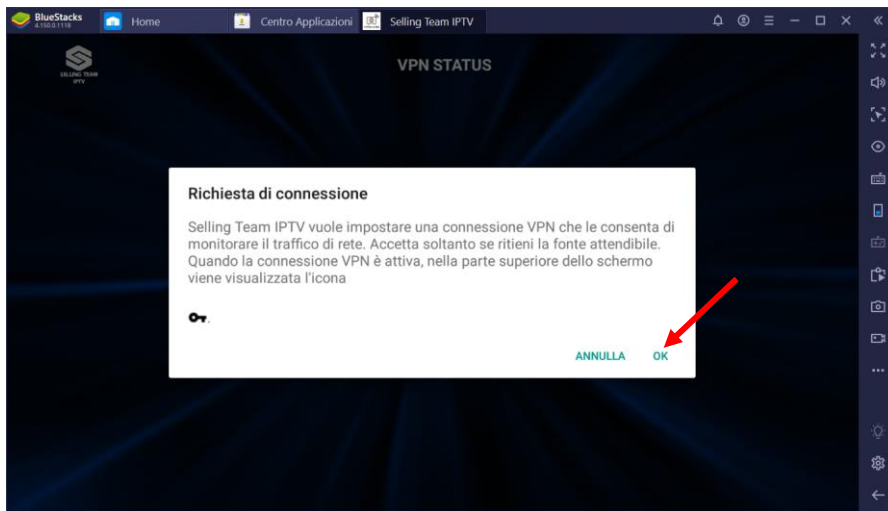 BlueStacks
4.150.0.1118
Home
Centro Applicazioni
Selling Team IPTV
SELLING TEAM
IPTV
VPN STATUS
Richiesta di connessione
Selling Team IPTV vuole impostare una connessione VPN che le consenta di
monitorare il traffico di rete. Accetta soltanto se ritieni la fonte attendibile.
Quando la connessione VPN è attiva, nella parte superiore dello schermo
viene visualizzata l'icona
.
ANNULLA OK